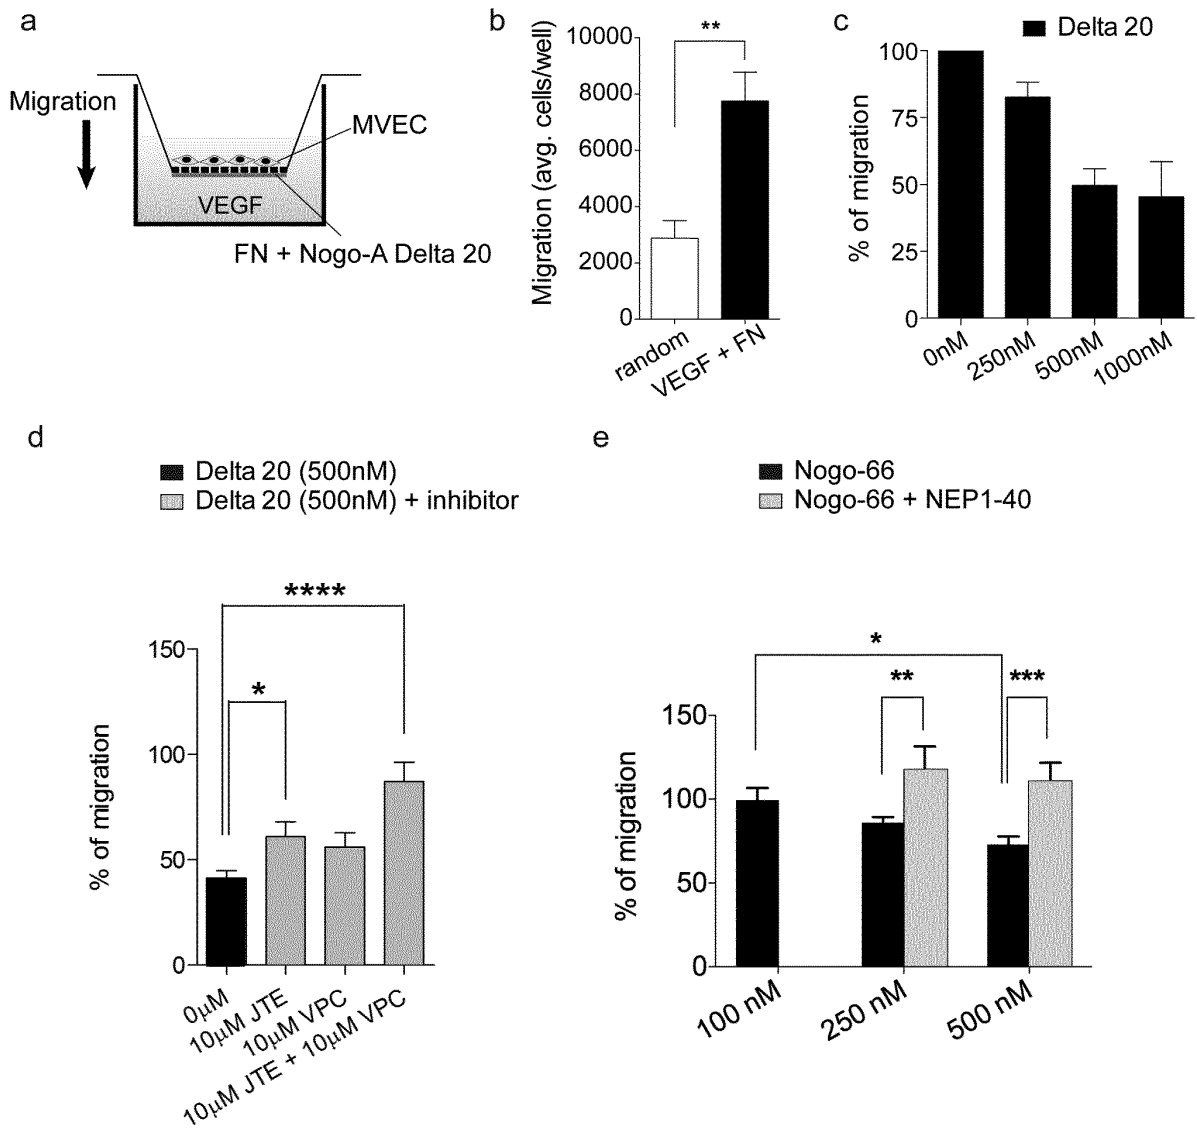 a
Migration
MVEC
VEGF
FN + Nogo-A Delta 20
b
Migration (avg. cells/well)
**
10000
8000
6000
4000
2000
0
random
VEGF + FN
c
Delta 20
% of migration
100
75
50
25
0
0nM
250nM
500nM
1000nM
d
Delta 20 (500nM)
Delta 20 (500nM) + inhibitor
****
*
% of migration
150
100
50
0
0µM
10µM JTE
10µM VPC
10µM JTE + 10µM VPC
e
Nogo-66
Nogo-66 + NEP1-40
*
**
***
% of migration
150
100
50
0
100 nM
250 nM
500 nM